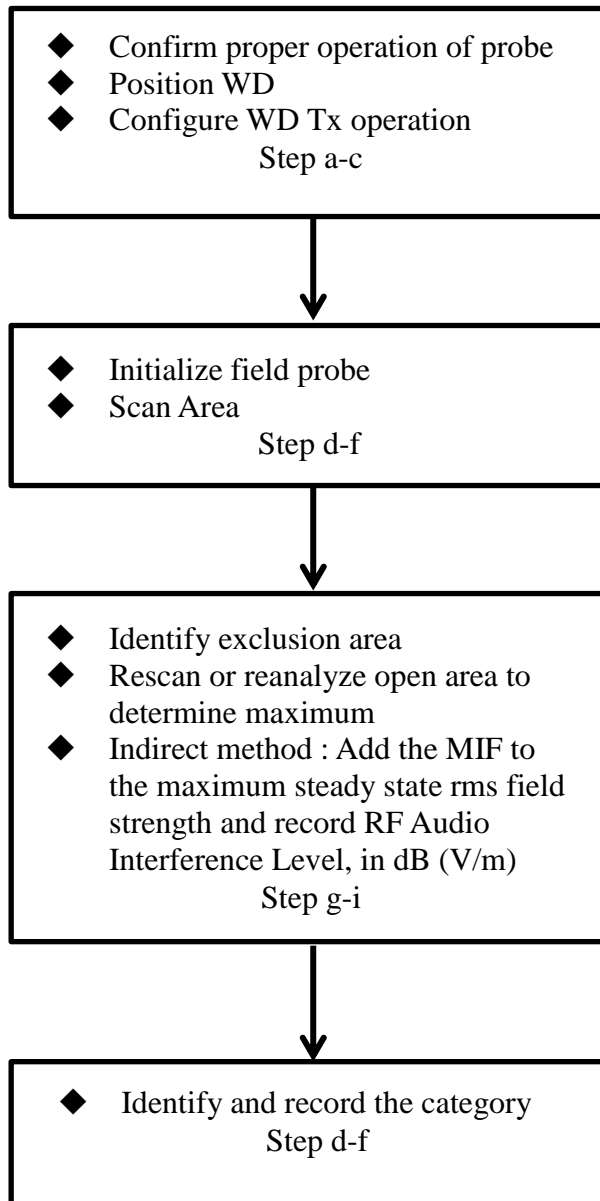 ◆ Confirm proper operation of probe
◆ Position WD
◆ Configure WD Tx operation
Step a-c
◆ Initialize field probe
◆ Scan Area
Step d-f
◆ Identify exclusion area
◆ Rescan or reanalyze open area to
determine maximum
◆ Indirect method : Add the MIF to
the maximum steady state rms field
strength and record RF Audio
Interference Level, in dB (V/m)
Step g-i
◆ Identify and record the category
Step d-f